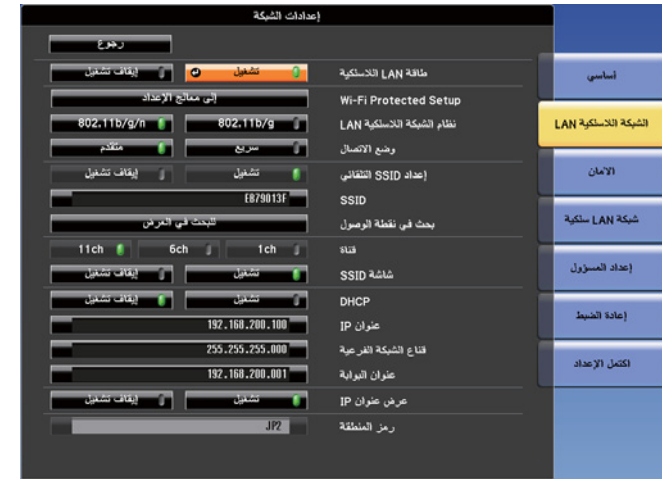 إعدادات الشبكة
رجوع
طاقة LAN اللاسلكية تشغيل إيقاف تشغيل
Wi-Fi Protected Setup إلى معالج الإعداد
نظام الشبكة اللاسلكية LAN 802.11b/g 802.11b/g/n
وضع الاتصال سريع متقدم
إعداد SSID التلقائي تشغيل إيقاف تشغيل
SSID EB79013F
بحث في نقطة الوصول للبحث في العرض
قناة 1ch 6ch 11ch
شاشة SSID تشغيل إيقاف تشغيل
DHCP تشغيل إيقاف تشغيل
عنوان IP 192.168.200.100
قناع الشبكة الفرعية 255.255.255.000
عنوان البوابة 192.168.200.001
عرض عنوان IP تشغيل إيقاف تشغيل
رمز المنطقة JP2
أساسي
الشبكة اللاسلكية LAN
الأمان
شبكة LAN سلكية
إعداد المسؤول
إعادة الضبط
اكتمل الإعداد